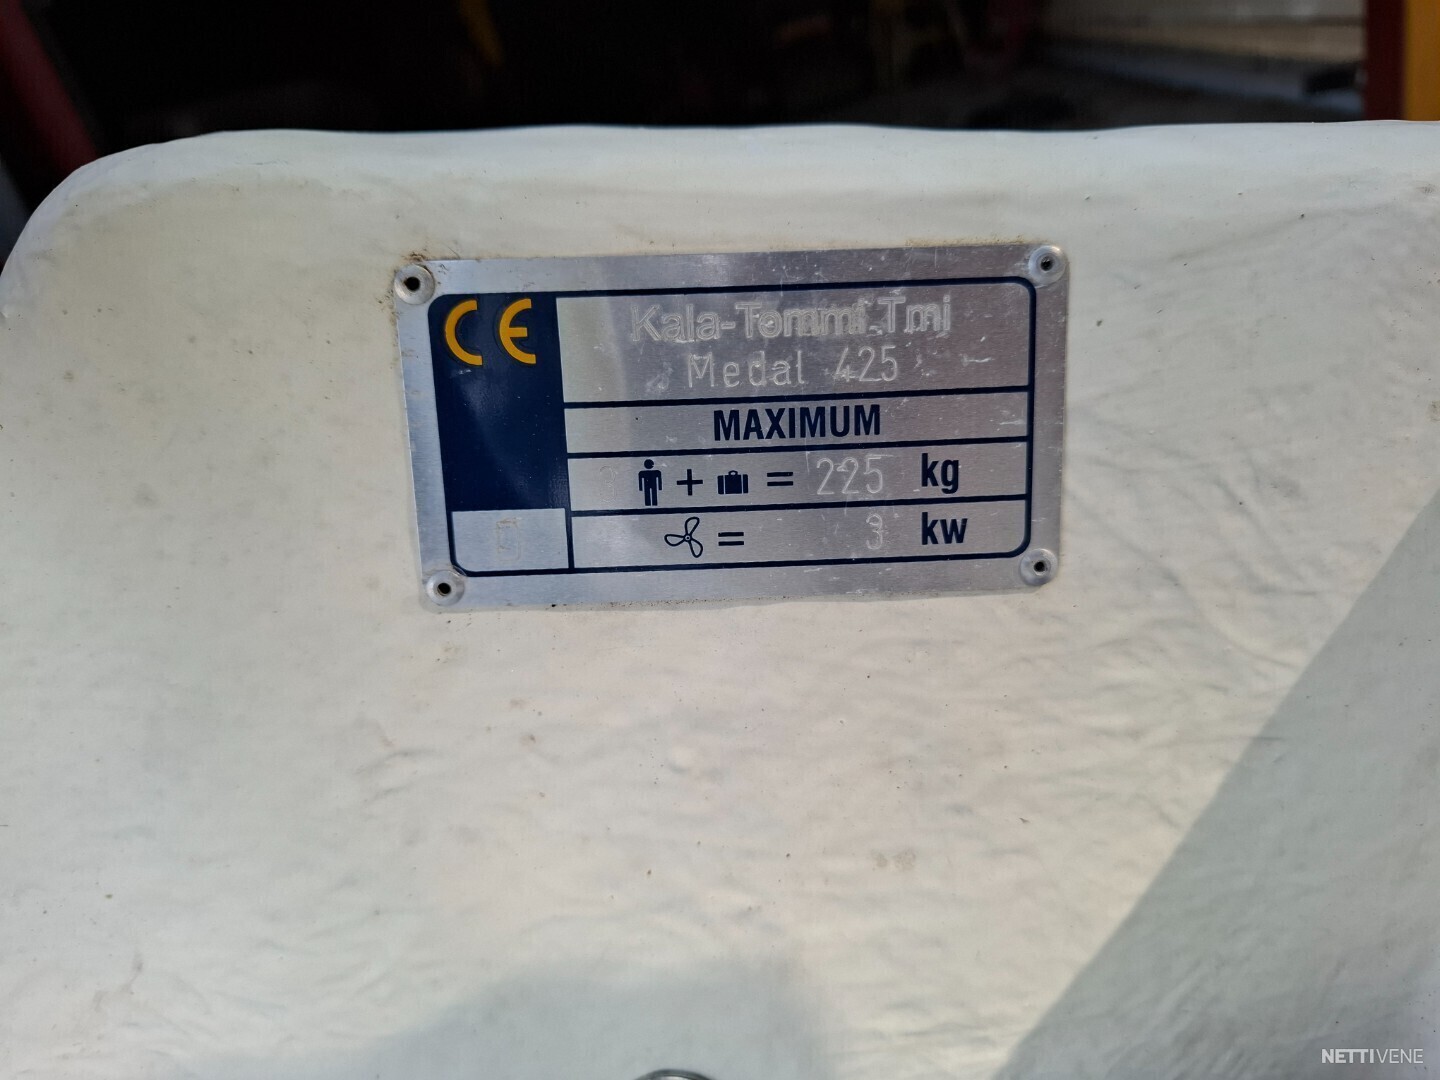 CE
Kala-Tommi Tmi
Medal 425
MAXIMUM
+ = 225 kg
= 3 kw
NETTIVENE